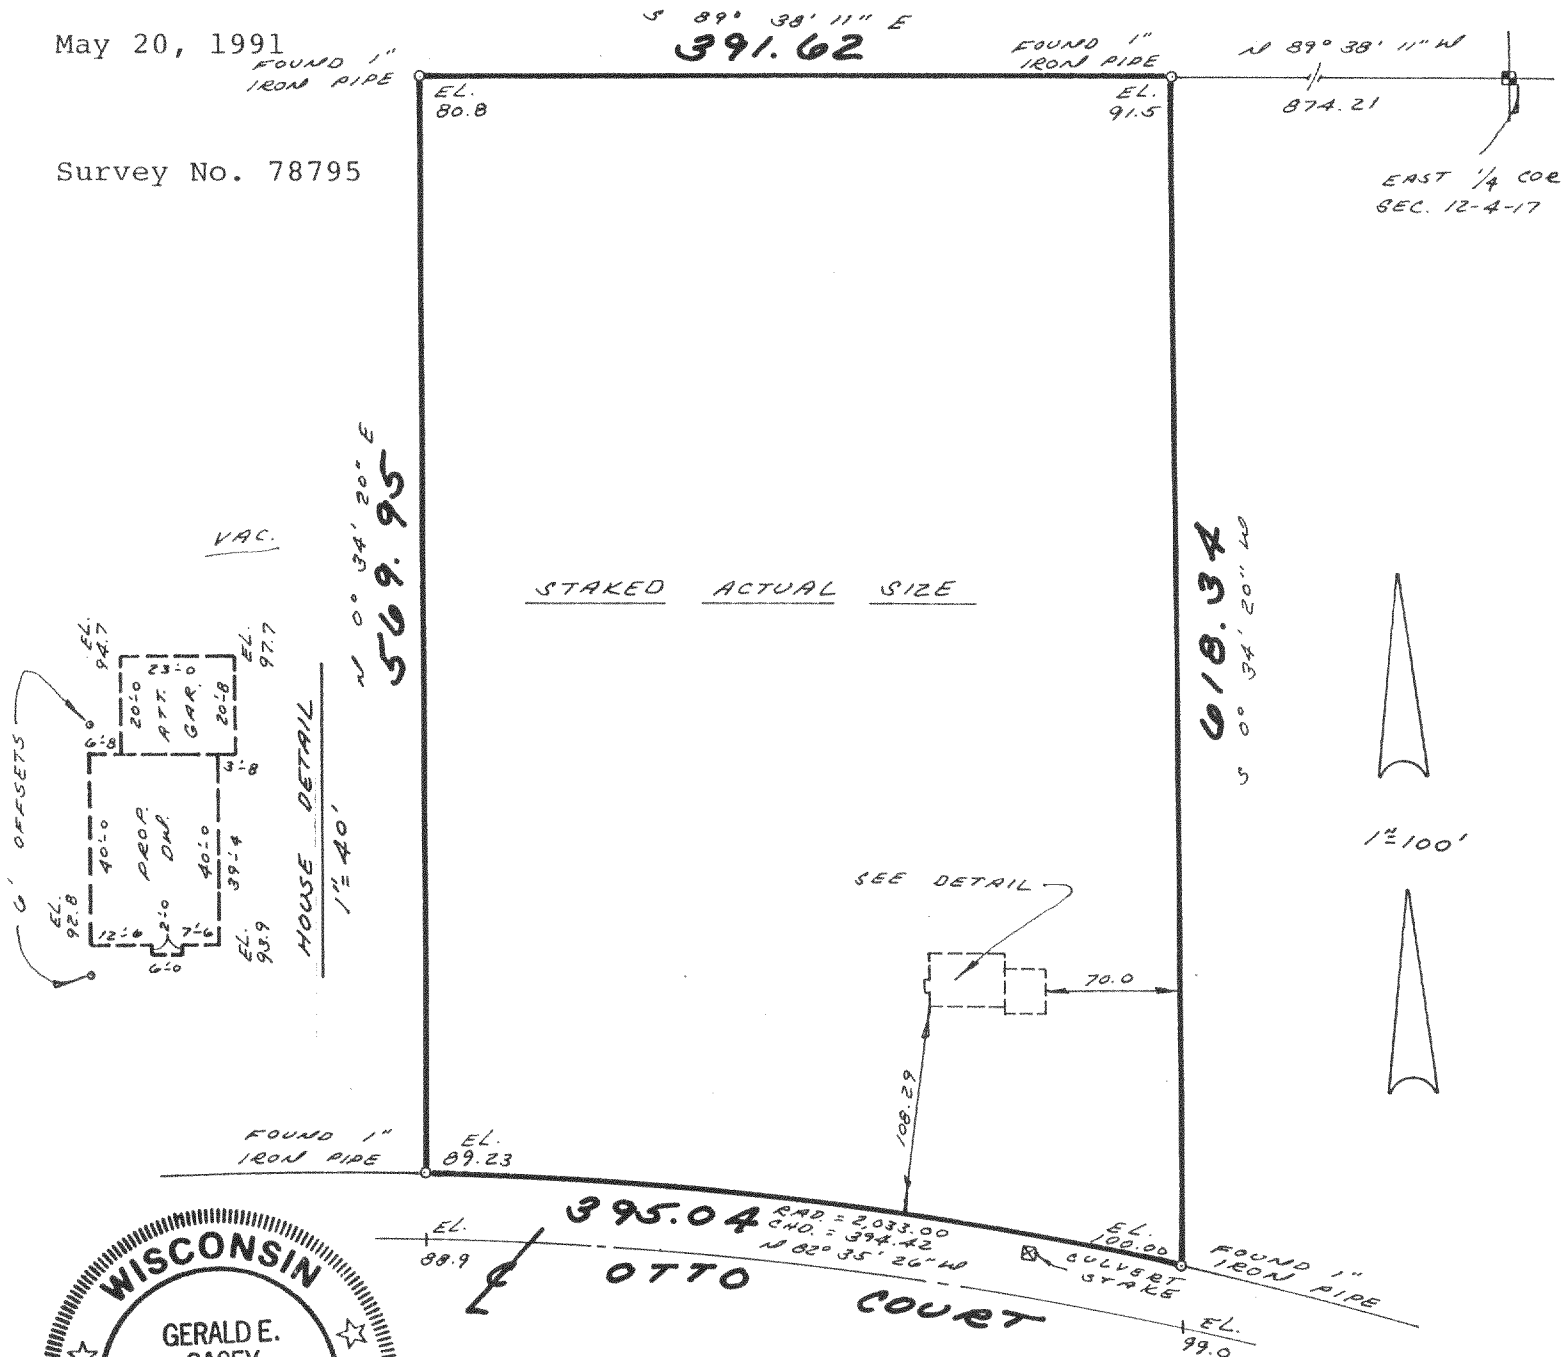 May 20, 1991
Survey No. 78795
S 89° 38' 11" E
391.62
FOUND 1"
IRON PIPE
EL.
80.8
FOUND 1"
IRON PIPE
EL.
91.5
N 89° 38' 11" W
874.21
EAST 1/4 COR
SEC. 12-4-17
N 0° 34' 20" E
569.95
618.34
S 0° 34' 20" W
VAC.
STAKED ACTUAL SIZE
EL.
94.7
EL.
97.7
23'-0
20'-0
ATT.
GAR.
20'-8
6'-8
3'-8
6' OFFSETS
40'-0
PROP.
DW.
40'-0
39'-4
EL.
92.8
12'-6
2'-0
7'-6
6'-0
EL.
93.9
HOUSE DETAIL
1"=40'
1"=100'
SEE DETAIL
70.0
108.29
FOUND 1"
IRON PIPE
EL.
89.23
395.04
RAD. = 2,033.00
CHD. = 394.42
N 82° 35' 26" W
EL.
100.00
CULVERT
STAKE
FOUND 1"
IRON PIPE
EL.
88.9
OTTO COURT
EL.
99.0
WISCONSIN
GERALD E.
CASEY